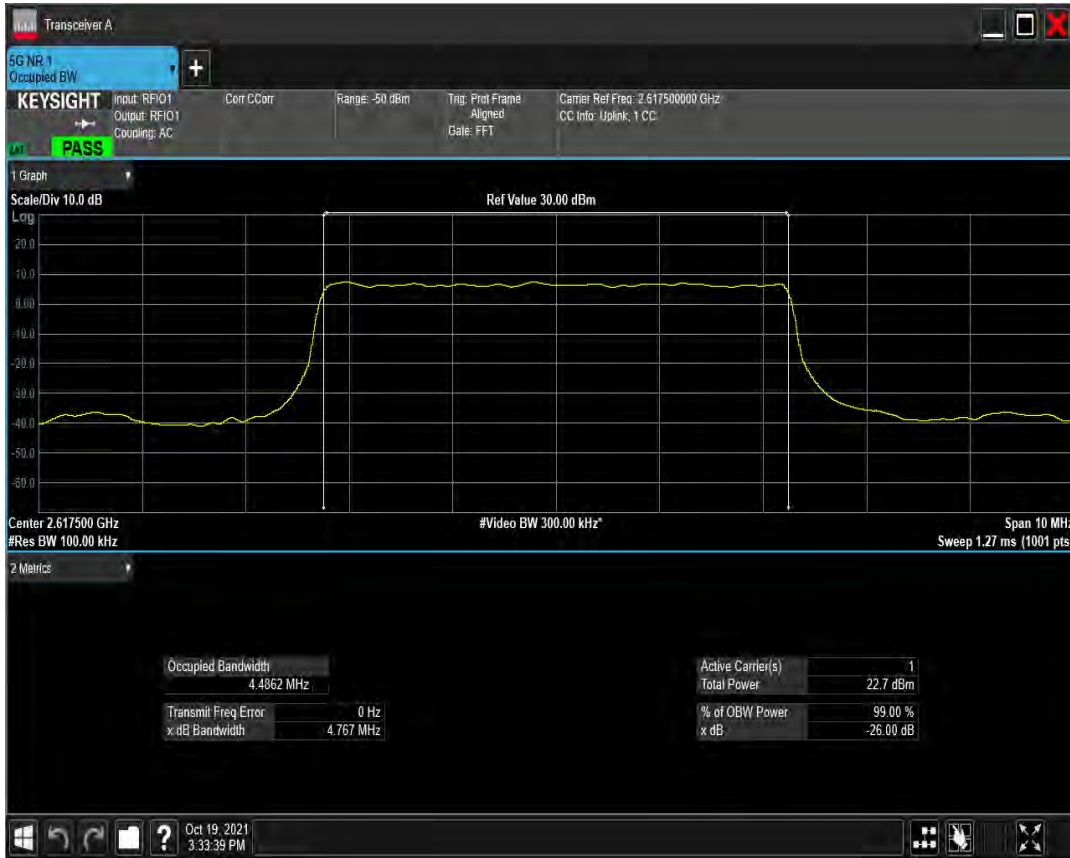 Transceiver A
5G NR 1
Occupied BW
KEYSIGHT
PASS
Input: RFIO1
Output: RFIO1
Coupling: AC
Corr CCorr
Range: -50 dBm
Trig: Prot Frame
Aligned
Gate: FFT
Carrier Ref Freq: 2.617500000 GHz
CC Info: Uplink, 1 CC
1 Graph
Scale/Div 10.0 dB
Ref Value 30.00 dBm
Log
20.0
10.0
0.00
-10.0
-20.0
-30.0
-40.0
-50.0
-60.0
Center 2.617500 GHz
#Video BW 300.00 kHz*
Span 10 MHz
#Res BW 100.00 kHz
Sweep 1.27 ms (1001 pts
2 Metrics
Occupied Bandwidth
4.4862 MHz
Transmit Freq Error 0 Hz
x dB Bandwidth 4.767 MHz
Active Carrier(s) 1
Total Power 22.7 dBm
% of OBW Power 99.00 %
x dB -26.00 dB
?
Oct 19, 2021
3:33:39 PM